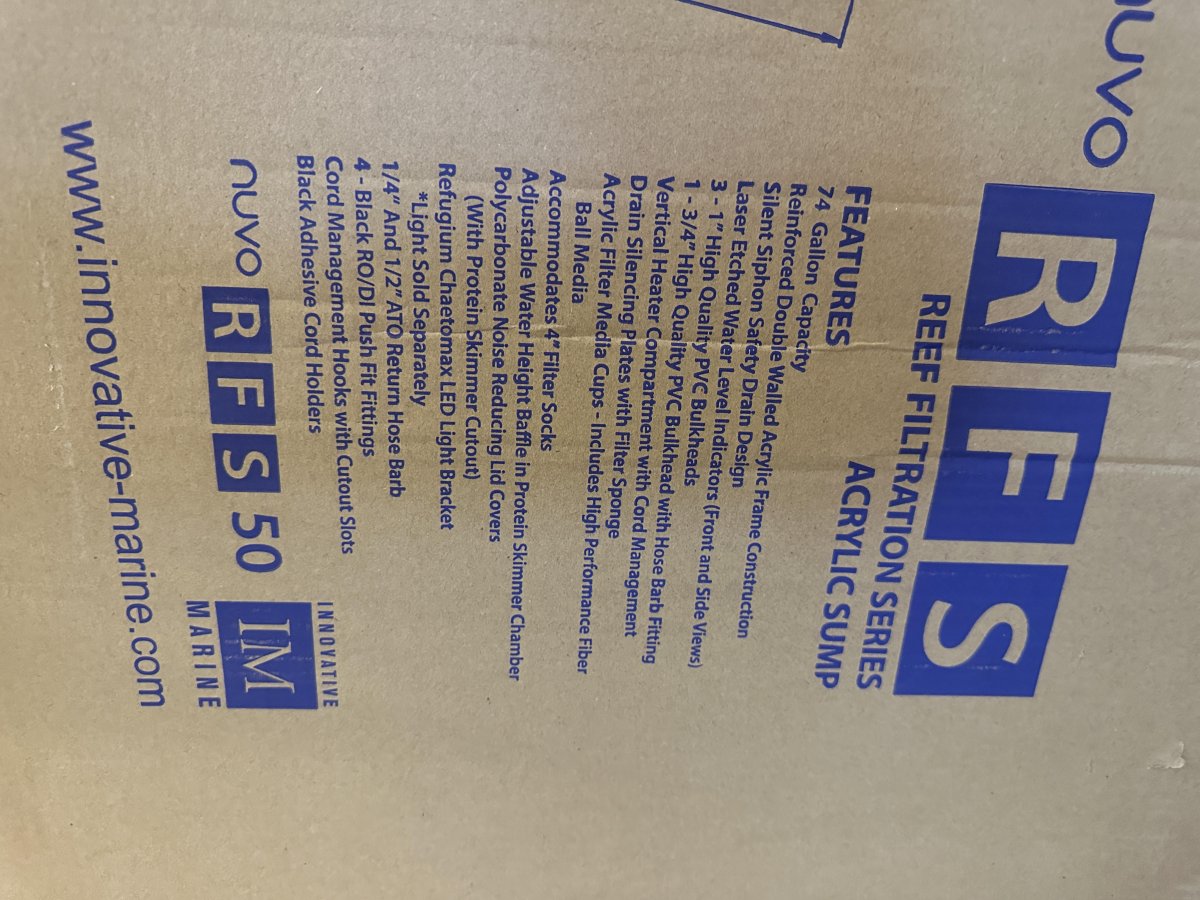 nuvo
RFS
REEF FILTRATION SERIES
ACRYLIC SUMP
FEATURES
74 Gallon Capacity
Reinforced Double Walled Acrylic Frame Construction
Silent Siphon Safety Drain Design
Laser Etched Water Level Indicators (Front and Side Views)
3 - 1" High Quality PVC Bulkheads
1 - 3/4" High Quality PVC Bulkhead with Hose Barb Fitting
Vertical Heater Compartment with Cord Management
Drain Silencing Plates with Filter Sponge
Acrylic Filter Media Cups - Includes High Performance Fiber
Ball Media
Accommodates 4" Filter Socks
Adjustable Water Height Baffle in Protein Skimmer Chamber
Polycarbonate Noise Reducing Lid Covers
(With Protein Skimmer Cutout)
Refugium Chaetomax LED Light Bracket
*Light Sold Separately
1/4" And 1/2" ATO Return Hose Barb
4 - Black RO/DI Push Fit Fittings
Cord Management Hooks with Cutout Slots
Black Adhesive Cord Holders
nuvo RFS 50
INNOVATIVE
IM
MARINE
www.innovative-marine.com